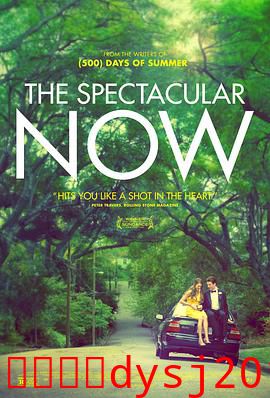 FROM THE WRITERS OF
(500) DAYS OF SUMMER
THE SPECTACULAR
NOW
"HITS YOU LIKE A SHOT IN THE HEART"
PETER TRAVERS, ROLLING STONE MAGAZINE
SUNDANCE
dysj20